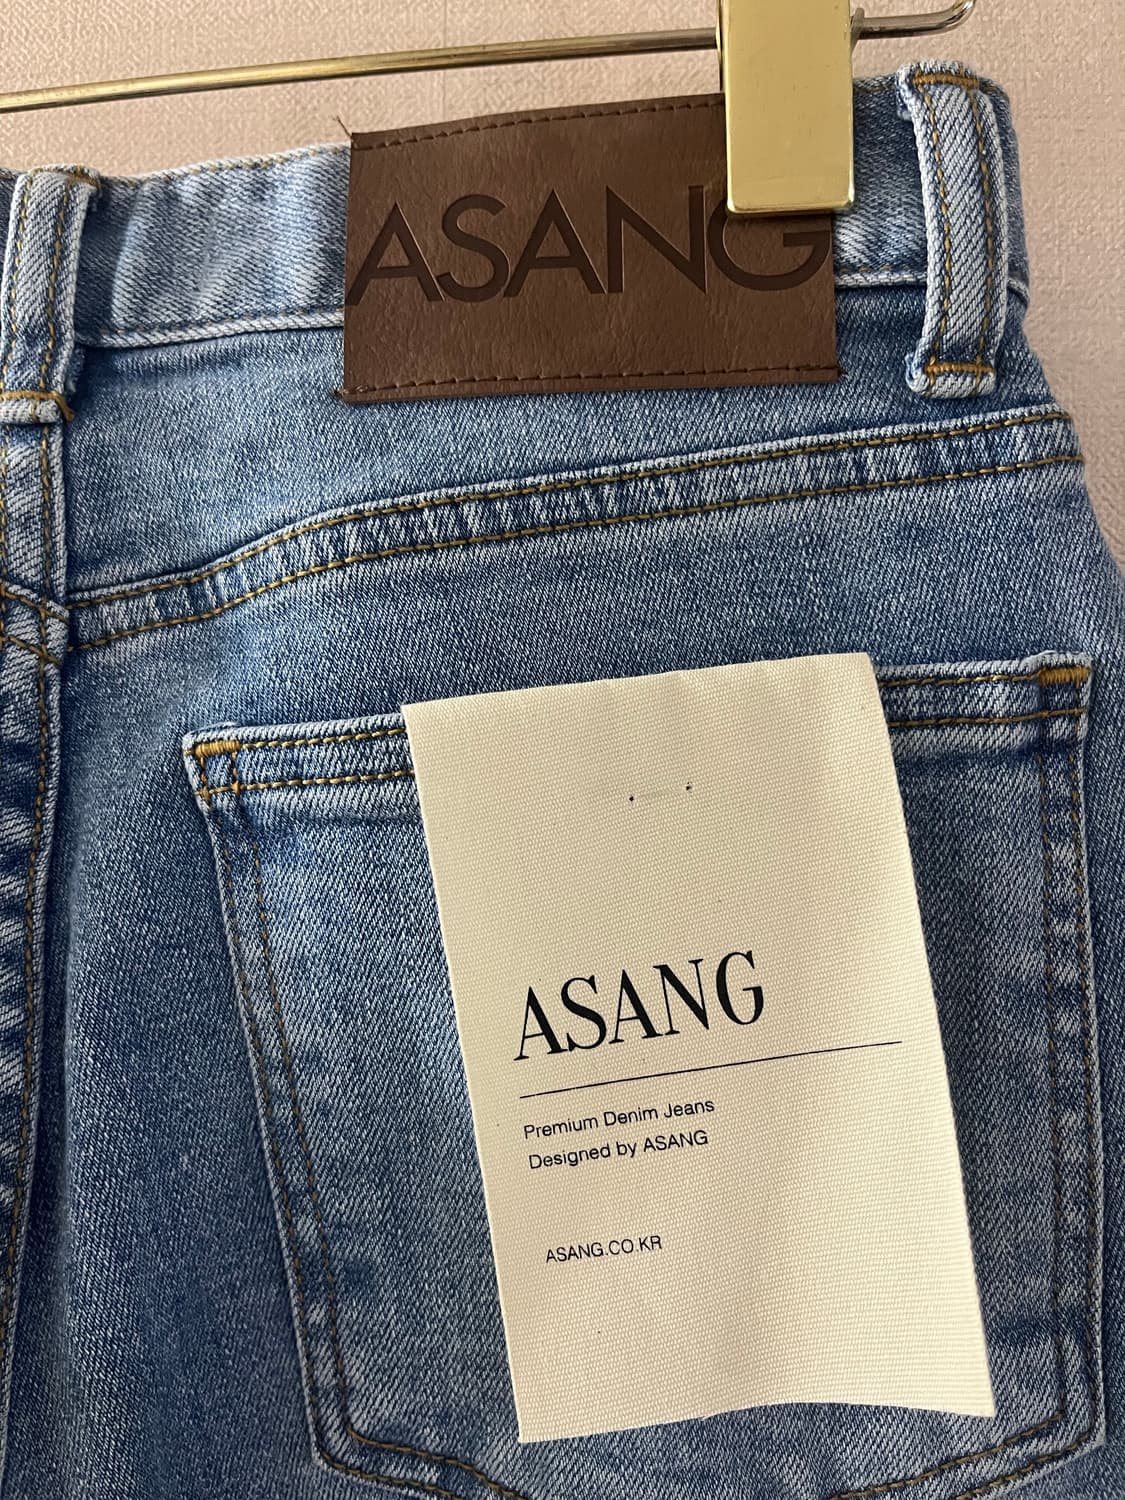 ASANG
ASANG
Premium Denim Jeans
Designed by ASANG
ASANG.CO.KR